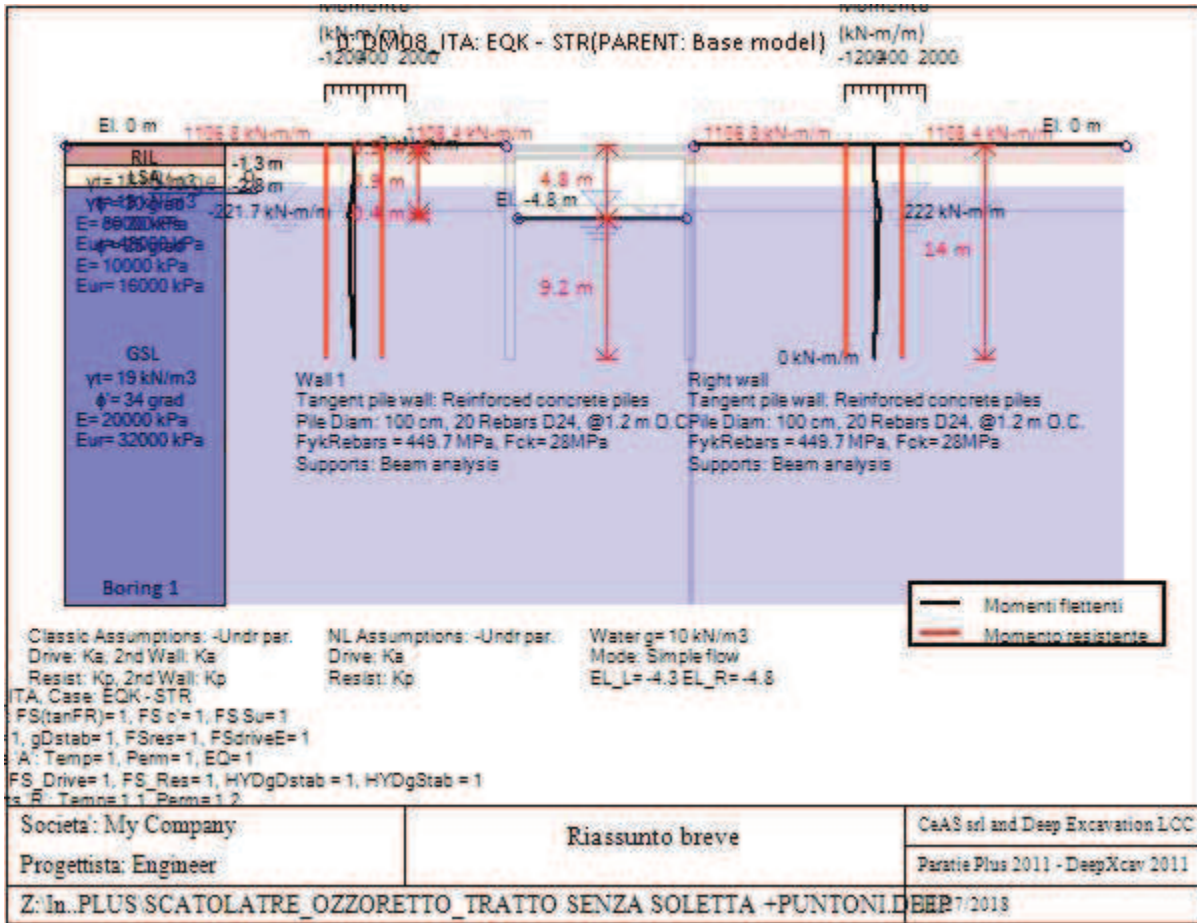 Momento
(kN-m/m)
0: DM08_ITA: EQK - STR(PARENT: Base model)
2000
Momento
(kN-m/m)
2000
El. 0 m
1106.8 kN-m/m
1108.4 kN-m/m
1106.8 kN-m/m
1108.4 kN-m/m
El. 0 m
RIL
-1.3 m
LSA
-2.8 m
4.8 m
El. -4.8 m
-221.7 kN-m/m
222 kN-m/m
E= 10000 kPa
Eur= 16000 kPa
14 m
9.2 m
GSL
γt= 19 kN/m3
ϕ'= 34 grad
E= 20000 kPa
Eur= 32000 kPa
0 kN-m/m
Wall 1
Tangent pile wall: Reinforced concrete piles
Pile Diam: 100 cm, 20 Rebars D24, @1.2 m O.C.
FykRebars = 449.7 MPa, Fck= 28MPa
Supports: Beam analysis
Right wall
Tangent pile wall: Reinforced concrete piles
Pile Diam: 100 cm, 20 Rebars D24, @1.2 m O.C.
FykRebars = 449.7 MPa, Fck= 28MPa
Supports: Beam analysis
Boring 1
Momenti flettenti
Momento resistente
Classic Assumptions: -Undr par.
Drive: Ka, 2nd Wall: Ka
Resist: Kp, 2nd Wall: Kp
NL Assumptions: -Undr par.
Drive: Ka
Resist: Kp
Water g= 10 kN/m3
Mode: Simple flow
EL_L= -4.3 EL_R= -4.8
ITA, Case: EQK - STR
: FS(tanFR)= 1, FS c'= 1, FS Su= 1
1, gDstab= 1, FSres= 1, FSdriveE= 1
'A': Temp= 1, Perm= 1, EQ= 1
FS_Drive= 1, FS_Res= 1, HYDgDstab = 1, HYDgStab = 1
'R': Temp= 1.1, Perm= 1.2
Societa': My Company
Progettista: Engineer
Riassunto breve
CeAS srl and Deep Excavation LCC
Paratie Plus 2011 - DeepXcav 2011
Z:\In..PLUS\SCATOLATRE_OZZORETTO_TRATTO SENZA SOLETTA +PUNTONI.DEEP
7/2018